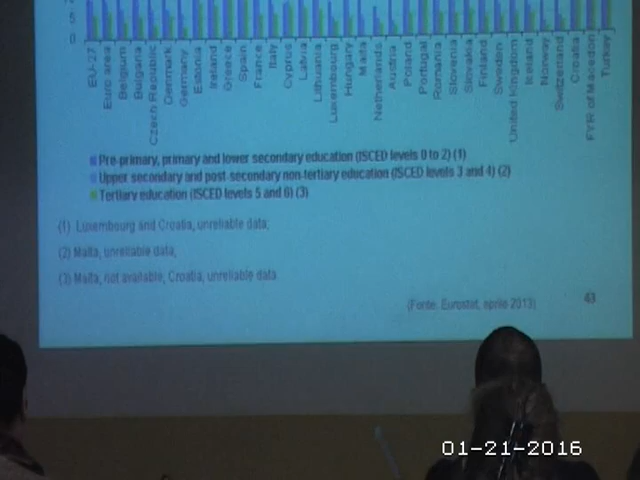 5
0
EU-27
Euro area
Belgium
Bulgaria
Czech Republic
Denmark
Germany
Estonia
Ireland
Greece
Spain
France
Italy
Cyprus
Latvia
Lithuania
Luxembourg
Hungary
Malta
Netherlands
Austria
Poland
Portugal
Romania
Slovenia
Slovakia
Finland
Sweden
United Kingdom
Iceland
Norway
Switzerland
Croatia
FYR of Macedon
Turkey
Pre-primary, primary and lower secondary education (ISCED levels 0 to 2) (1)
Upper secondary and post-secondary non-tertiary education (ISCED levels 3 and 4) (2)
Tertiary education (ISCED levels 5 and 6) (3)
(1) Luxembourg and Croatia, unreliable data;
(2) Malta, unreliable data;
(3) Malta, not available; Croatia, unreliable data
(Fonte: Eurostat, aprile 2013)
43
01-21-2016